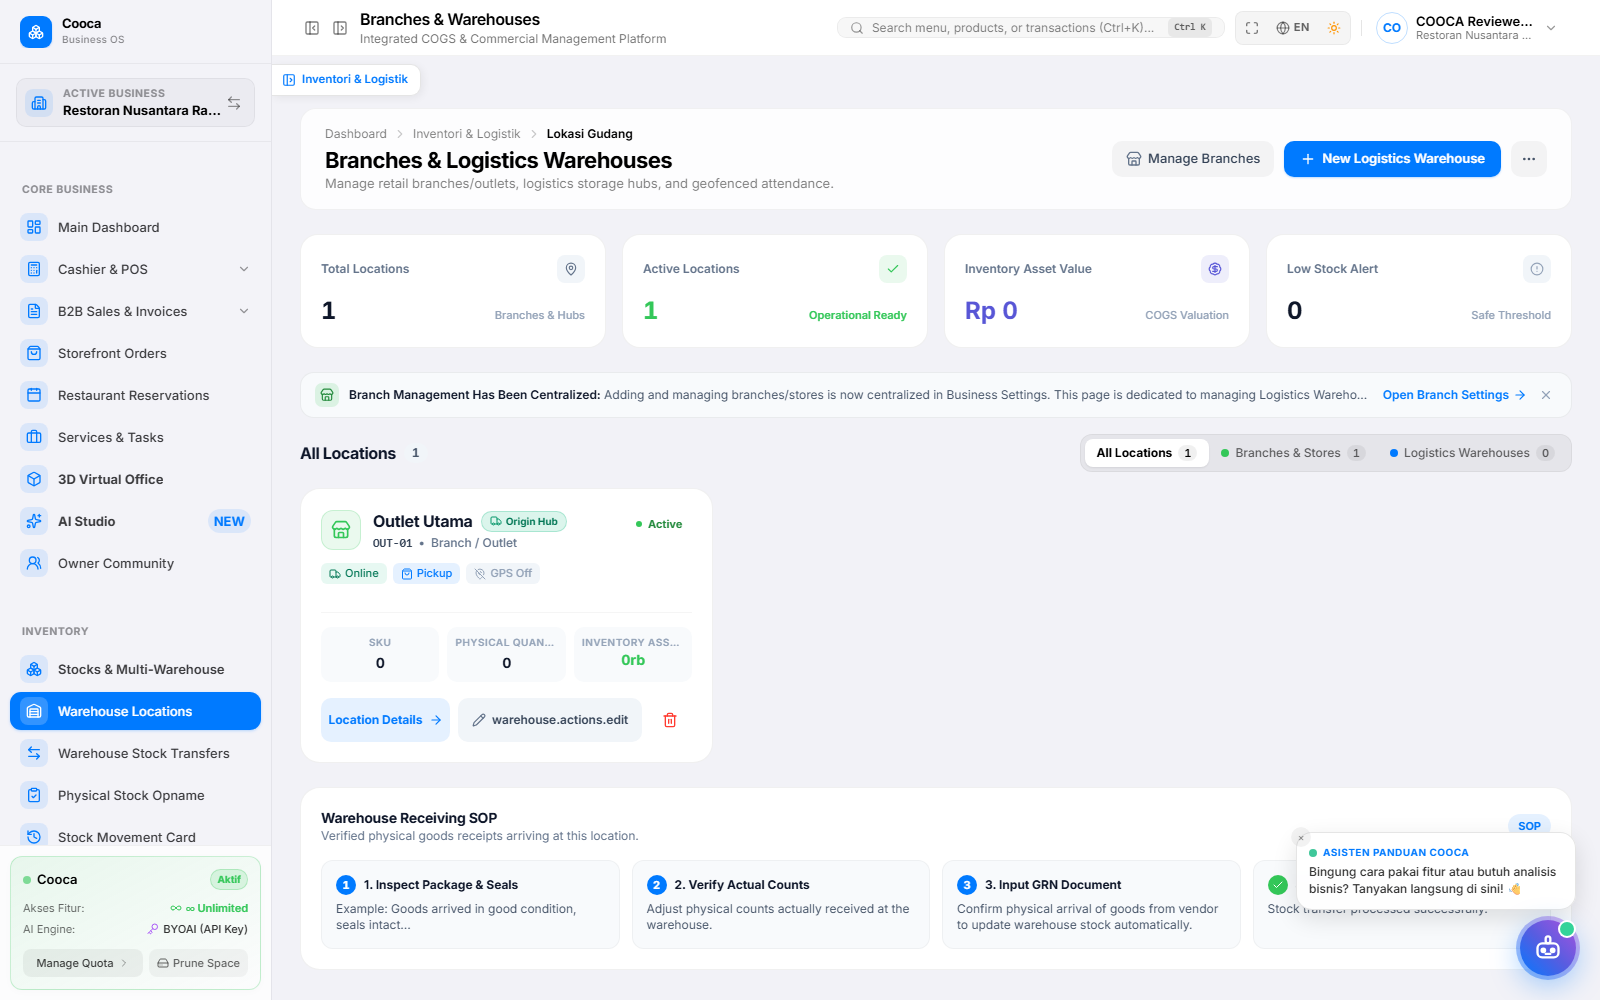 Cooca
Business OS
ACTIVE BUSINESS
Restoran Nusantara Ra...
CORE BUSINESS
Main Dashboard
Cashier & POS
B2B Sales & Invoices
Storefront Orders
Restaurant Reservations
Services & Tasks
3D Virtual Office
AI Studio NEW
Owner Community
INVENTORY
Stocks & Multi-Warehouse
Warehouse Locations
Warehouse Stock Transfers
Physical Stock Opname
Stock Movement Card
Cooca Aktif
Akses Fitur: ∞ Unlimited
AI Engine: BYOAI (API Key)
Manage Quota
Prune Space
Branches & Warehouses
Integrated COGS & Commercial Management Platform
Search menu, products, or transactions (Ctrl+K)... Ctrl K
EN
CO
COOCA Reviewe...
Restoran Nusantara ...
Inventori & Logistik
Dashboard > Inventori & Logistik > Lokasi Gudang
Branches & Logistics Warehouses
Manage retail branches/outlets, logistics storage hubs, and geofenced attendance.
Manage Branches
+ New Logistics Warehouse
...
Total Locations
1
Branches & Hubs
Active Locations
1
Operational Ready
Inventory Asset Value
Rp 0
COGS Valuation
Low Stock Alert
0
Safe Threshold
Branch Management Has Been Centralized: Adding and managing branches/stores is now centralized in Business Settings. This page is dedicated to managing Logistics Wareho...
Open Branch Settings →
All Locations 1
All Locations 1
Branches & Stores 1
Logistics Warehouses 0
Outlet Utama
Origin Hub
Active
OUT-01 • Branch / Outlet
Online
Pickup
GPS Off
SKU
0
PHYSICAL QUAN...
0
INVENTORY ASS...
0rb
Location Details →
warehouse.actions.edit
Warehouse Receiving SOP
Verified physical goods receipts arriving at this location.
SOP
1 1. Inspect Package & Seals
Example: Goods arrived in good condition,
seals intact...
2 2. Verify Actual Counts
Adjust physical counts actually received at the
warehouse.
3 3. Input GRN Document
Confirm physical arrival of goods from vendor
to update warehouse stock automatically.
Stock transfer processed successfully.
ASISTEN PANDUAN COOCA
Bingung cara pakai fitur atau butuh analisis
bisnis? Tanyakan langsung di sini! 👋